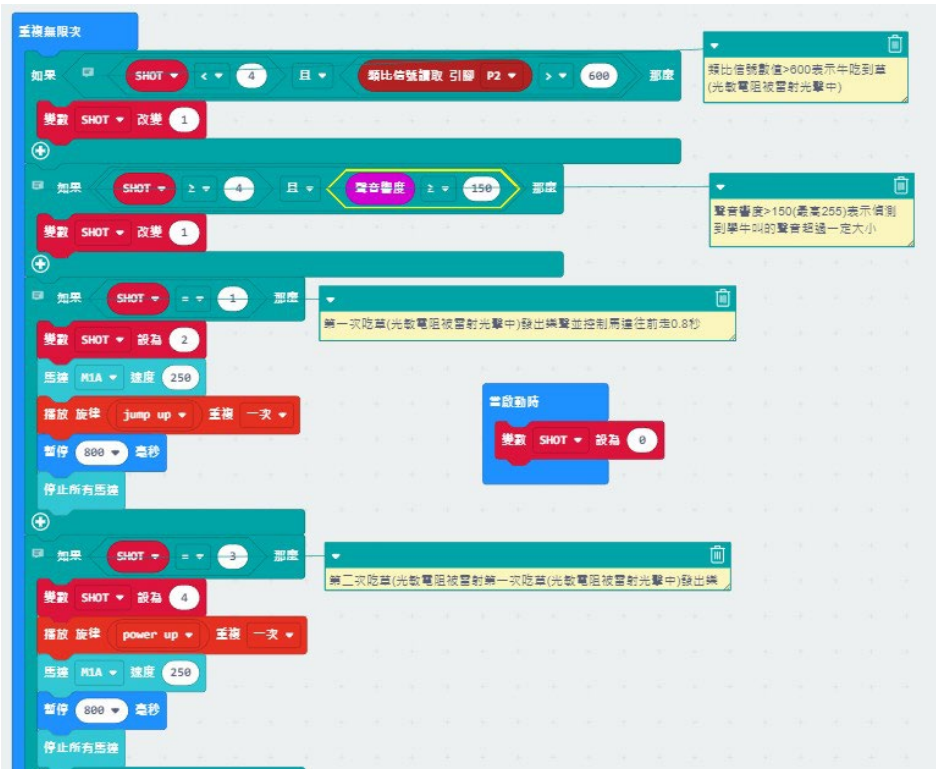 重複無限次
如果 SHOT < 4 且 類比信號讀取 引腳 P2 > 600 那麼
類比信號數值>600表示牛吃到草
(光敏電阻被雷射光擊中)
變數 SHOT 改變 1
如果 SHOT ≥ 4 且 聲音響度 ≥ 150 那麼
聲音響度>150(最高255)表示偵測
到學牛叫的聲音超過一定大小
變數 SHOT 改變 1
如果 SHOT = 1 那麼
第一次吃草(光敏電阻被雷射光擊中)發出樂聲並控制馬達往前走0.8秒
變數 SHOT 設為 2
馬達 M1A 速度 250
播放 旋律 jump up 重複 一次
暫停 800 毫秒
停止所有馬達
當啟動時
變數 SHOT 設為 0
如果 SHOT = 3 那麼
第二次吃草(光敏電阻被雷射第一次吃草(光敏電阻被雷射光擊中)發出樂
變數 SHOT 設為 4
播放 旋律 power up 重複 一次
馬達 M1A 速度 250
暫停 800 毫秒
停止所有馬達